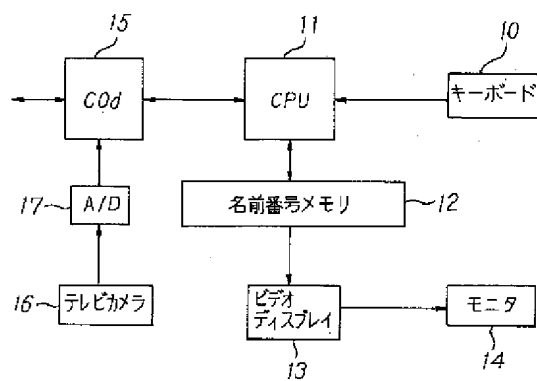 15
11
10
COd
CPU
キーボード
17
A/D
名前番号メモリ
12
16
テレビカメラ
ビデオ
ディスプレイ
モニタ
13
14